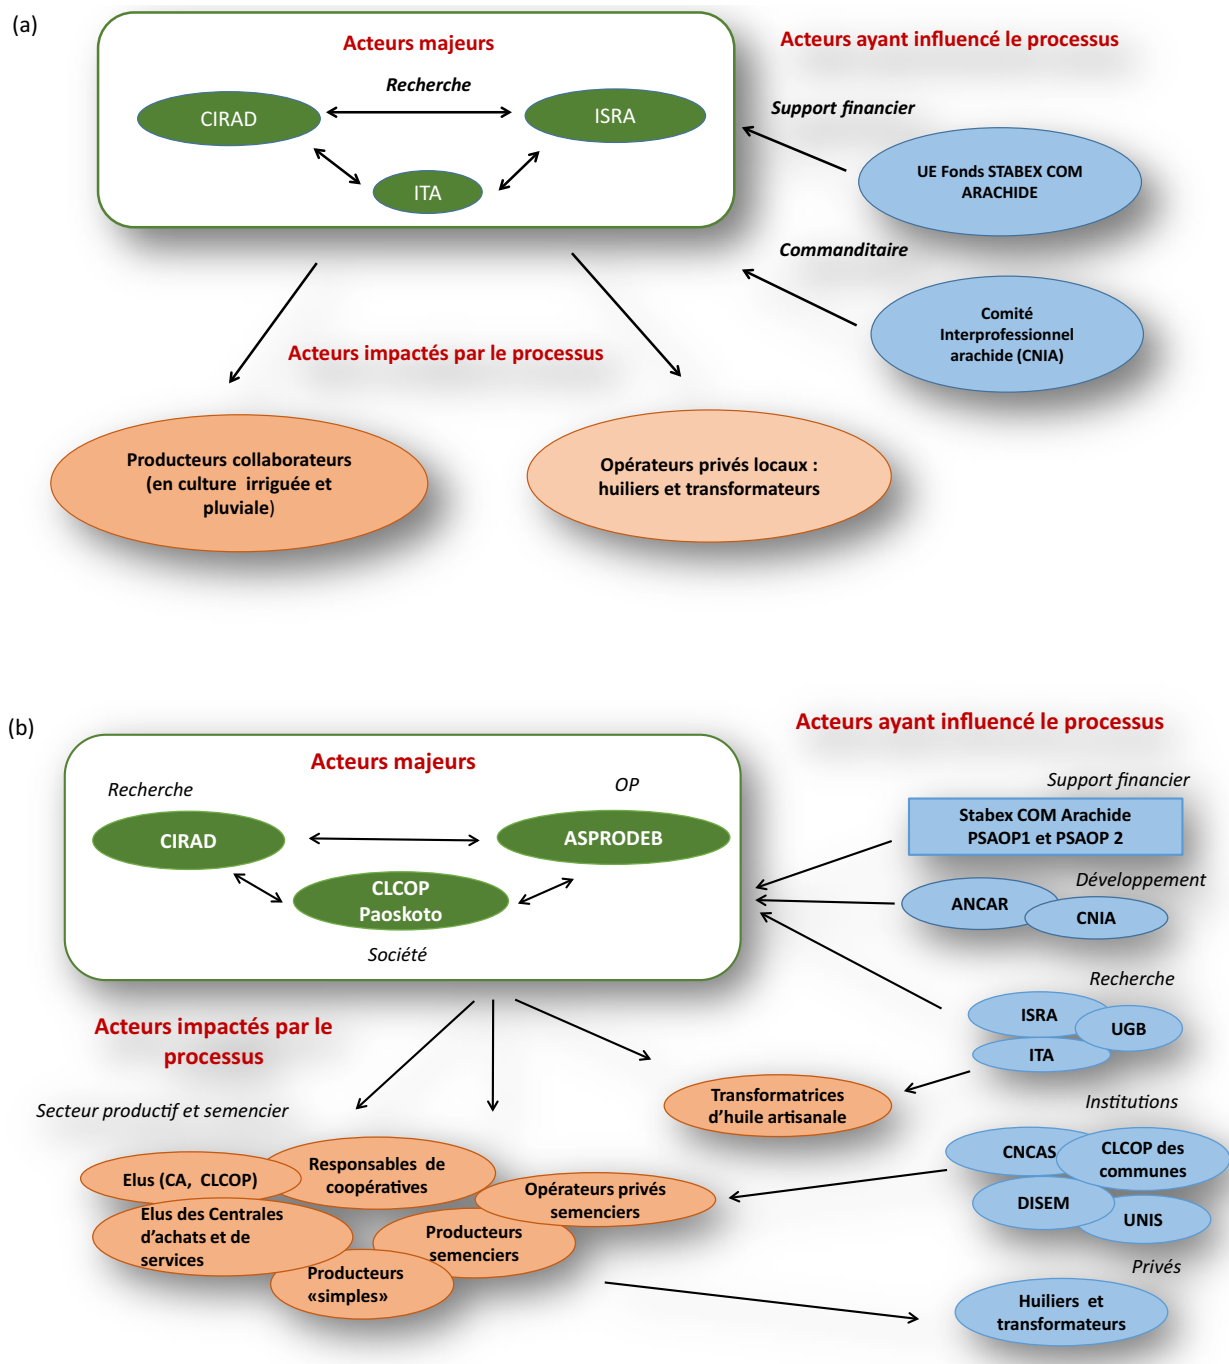 (a)
Acteurs majeurs
Recherche
CIRAD
ISRA
ITA
Acteurs ayant influencé le processus
Support financier
UE Fonds STABEX COM
ARACHIDE
Commanditaire
Comité
Interprofessionnel
arachide (CNIA)
Acteurs impactés par le processus
Producteurs collaborateurs
(en culture irriguée et
pluviale)
Opérateurs privés locaux :
huiliers et transformateurs
(b)
Acteurs majeurs
Recherche
OP
CIRAD
ASPRODEB
CLCOP
Paoskoto
Société
Acteurs ayant influencé le processus
Support financier
Stabex COM Arachide
PSAOP1 et PSAOP 2
Développement
ANCAR
CNIA
Recherche
ISRA
UGB
ITA
Institutions
CNCAS
CLCOP des
communes
DISEM
UNIS
Privés
Huiliers et
transformateurs
Acteurs impactés par le
processus
Secteur productif et semencier
Transformatrices
d’huile artisanale
Elus (CA, CLCOP)
Responsables de
coopératives
Opérateurs privés
semenciers
Elus des Centrales
d’achats et de
services
Producteurs
semenciers
Producteurs
«simples»